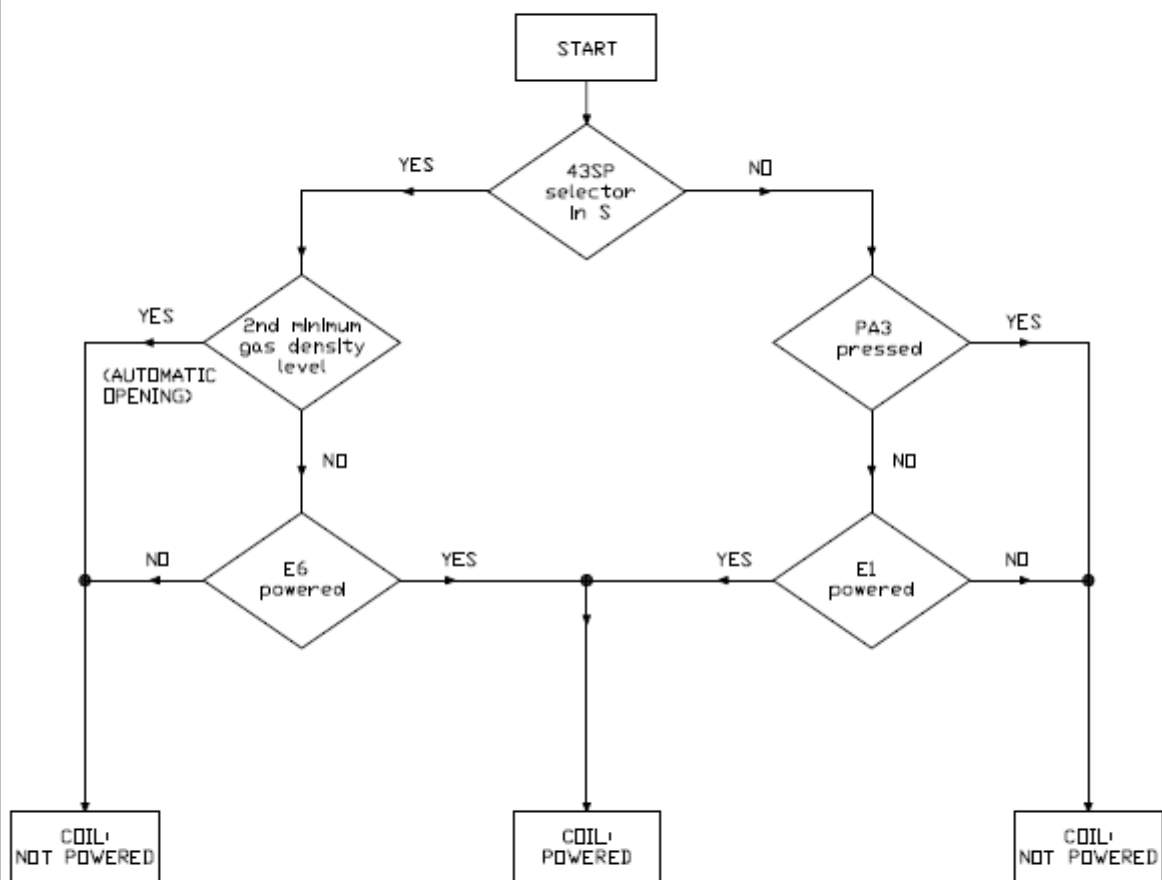 START
YES
43SP
selector
in S
NO
YES
2nd minimum
gas density
level
PA3
pressed
YES
(AUTOMATIC
OPENING)
NO
NO
NO
E6
powered
YES
YES
E1
powered
NO
COIL:
NOT POWERED
COIL:
POWERED
COIL:
NOT POWERED